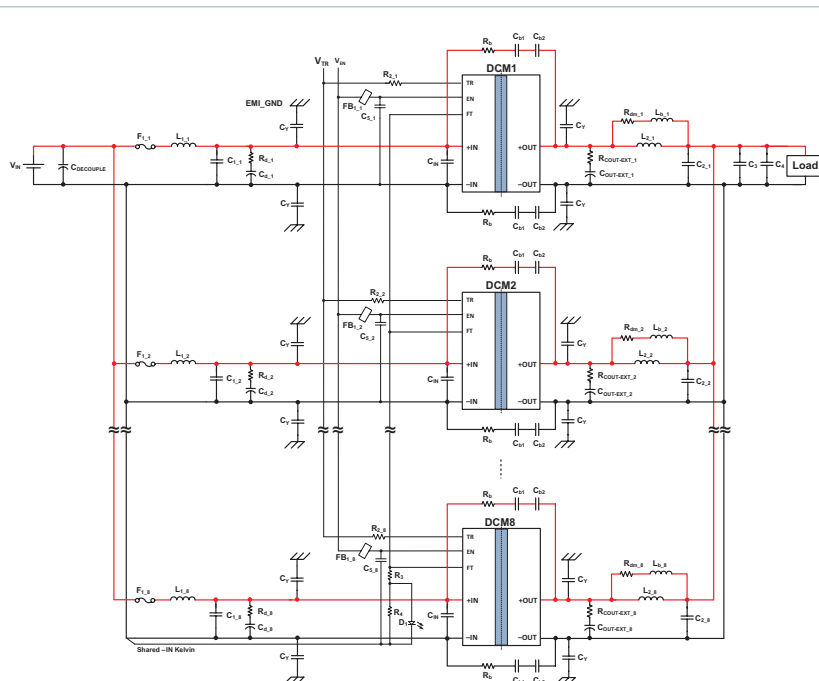 Rb Cb1 Cb2
VTR VEN
DCM1
R2_1
TR
EN
FT
FB1_1
C5_1
EMI_GND
CY
F1_1 L1_1
VIN
CDECOUPLE
C1_1
Rd_1
Cd_1
+IN
CIN
–IN
+OUT
–OUT
CY
RCOUT-EXT_1
COUT-EXT_1
Rdm_1 Lb_1
L2_1
C2_1
C3
C4
Load
CY
CY
Rb
Cb1 Cb2
Rb Cb1 Cb2
DCM2
R2_2
TR
EN
FT
FB1_2
C5_2
CY
F1_2 L1_2
C1_2
Rd_2
Cd_2
+IN
CIN
–IN
+OUT
–OUT
CY
RCOUT-EXT_2
COUT-EXT_2
Rdm_2 Lb_2
L2_2
C2_2
CY
CY
Rb
Cb1 Cb2
Rb Cb1 Cb2
DCM8
R2_8
TR
EN
FT
FB1_8
C5_8
R3
R4
D1
CY
F1_8 L1_8
C1_8
Rd_8
Cd_8
+IN
CIN
–IN
+OUT
–OUT
CY
RCOUT-EXT_8
COUT-EXT_8
Rdm_8 Lb_8
L2_8
C2_8
Shared –IN Kelvin
CY
CY
Rb
Cb1 Cb2